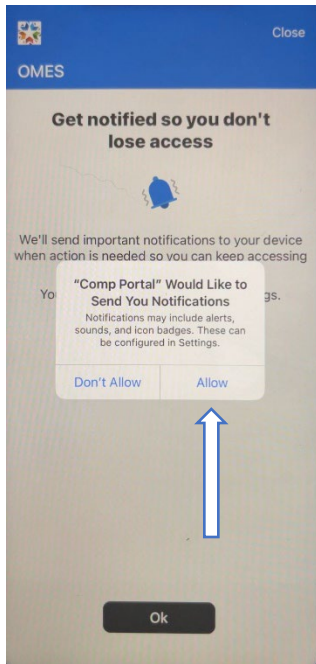 Close
OMES
Get notified so you don't
lose access
We'll send important notifications to your device
when action is needed so you can keep accessing
Yo
gs.
"Comp Portal" Would Like to
Send You Notifications
Notifications may include alerts,
sounds, and icon badges. These can
be configured in Settings.
Don't Allow
Allow
Ok